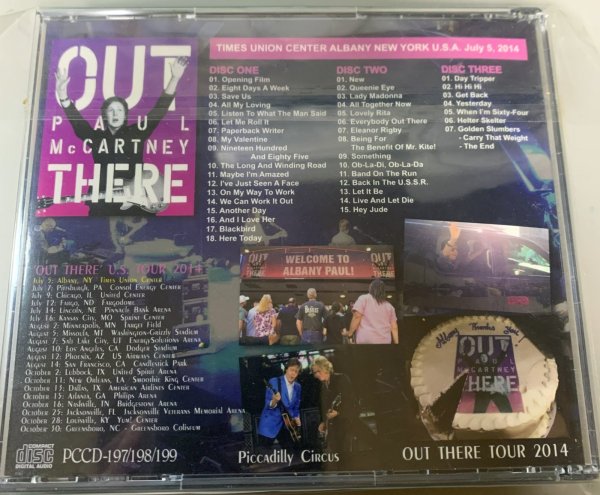 TIMES UNION CENTER ALBANY NEW YORK U.S.A. July 5, 2014
OUT
PAUL
McCARTNEY
THERE
DISC ONE
01. Opening Film
02. Eight Days A Week
03. Save Us
04. All My Loving
05. Listen To What The Man Said
06. Let Me Roll It
07. Paperback Writer
08. My Valentine
09. Nineteen Hundred
And Eighty Five
10. The Long And Winding Road
11. Maybe I'm Amazed
12. I've Just Seen A Face
13. On My Way To Work
14. We Can Work It Out
15. Another Day
16. And I Love Her
17. Blackbird
18. Here Today
DISC TWO
01. New
02. Queenie Eye
03. Lady Madonna
04. All Together Now
05. Lovely Rita
06. Everybody Out There
07. Eleanor Rigby
08. Being For
The Benefit Of Mr. Kite!
09. Something
10. Ob-La-Di, Ob-La-Da
11. Band On The Run
12. Back In The U.S.S.R.
13. Let It Be
14. Live And Let Die
15. Hey Jude
DISC THREE
01. Day Tripper
02. Hi Hi Hi
03. Get Back
04. Yesterday
05. When I'm Sixty-Four
06. Helter Skelter
07. Golden Slumbers
- Carry That Weight
- The End
'OUT THERE' U.S. TOUR 2014
July 5: Albany, NY Times Union Center
July 7: Pittsburgh, PA Consol Energy Center
July 9: Chicago, IL United Center
July 12: Fargo, ND Fargodome
July 14: Lincoln, NE Pinnacle Bank Arena
July 16: Kansas City, MO Sprint Center
August 2: Minneapolis, MN Target Field
August 5: Missoula, MT Washington-Grizzly Stadium
August 7: Salt Lake City, UT EnergySolutions Arena
August 10: Los Angeles, CA Dodger Stadium
August 12: Phoenix, AZ US Airways Center
August 14: San Francisco, CA Candlestick Park
October 2: Lubbock, TX United Spirit Arena
October 11: New Orleans, LA Smoothie King Center
October 13: Dallas, TX American Airlines Center
October 15: Atlanta, GA Philips Arena
October 16: Nashville, TN Bridgestone Arena
October 25: Jacksonville, FL Jacksonville Veterans Memorial Arena
October 28: Louisville, KY Yum! Center
October 30: Greensboro, NC - Greensboro Coliseum
OUT
WELCOME TO
ALBANY PAUL!
OUT
Albany Thanks You!
OUT
PAUL
McCARTNEY
THERE
COMPACT
disc
DIGITAL AUDIO
PCCD-197/198/199
Piccadilly Circus
OUT THERE TOUR 2014